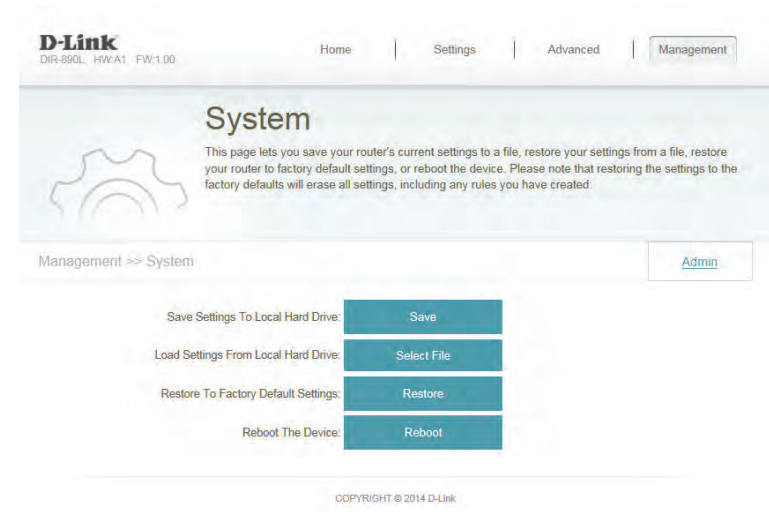 D-Link
DIR-890L HW:A1 FW:1.00
Home
Settings
Advanced
Management
System
This page lets you save your router's current settings to a file, restore your settings from a file, restore
your router to factory default settings, or reboot the device. Please note that restoring the settings to the
factory defaults will erase all settings, including any rules you have created.
Management >> System
Admin
Save Settings To Local Hard Drive:
Save
Load Settings From Local Hard Drive:
Select File
Restore To Factory Default Settings:
Restore
Reboot The Device:
Reboot
COPYRIGHT © 2014 D-Link